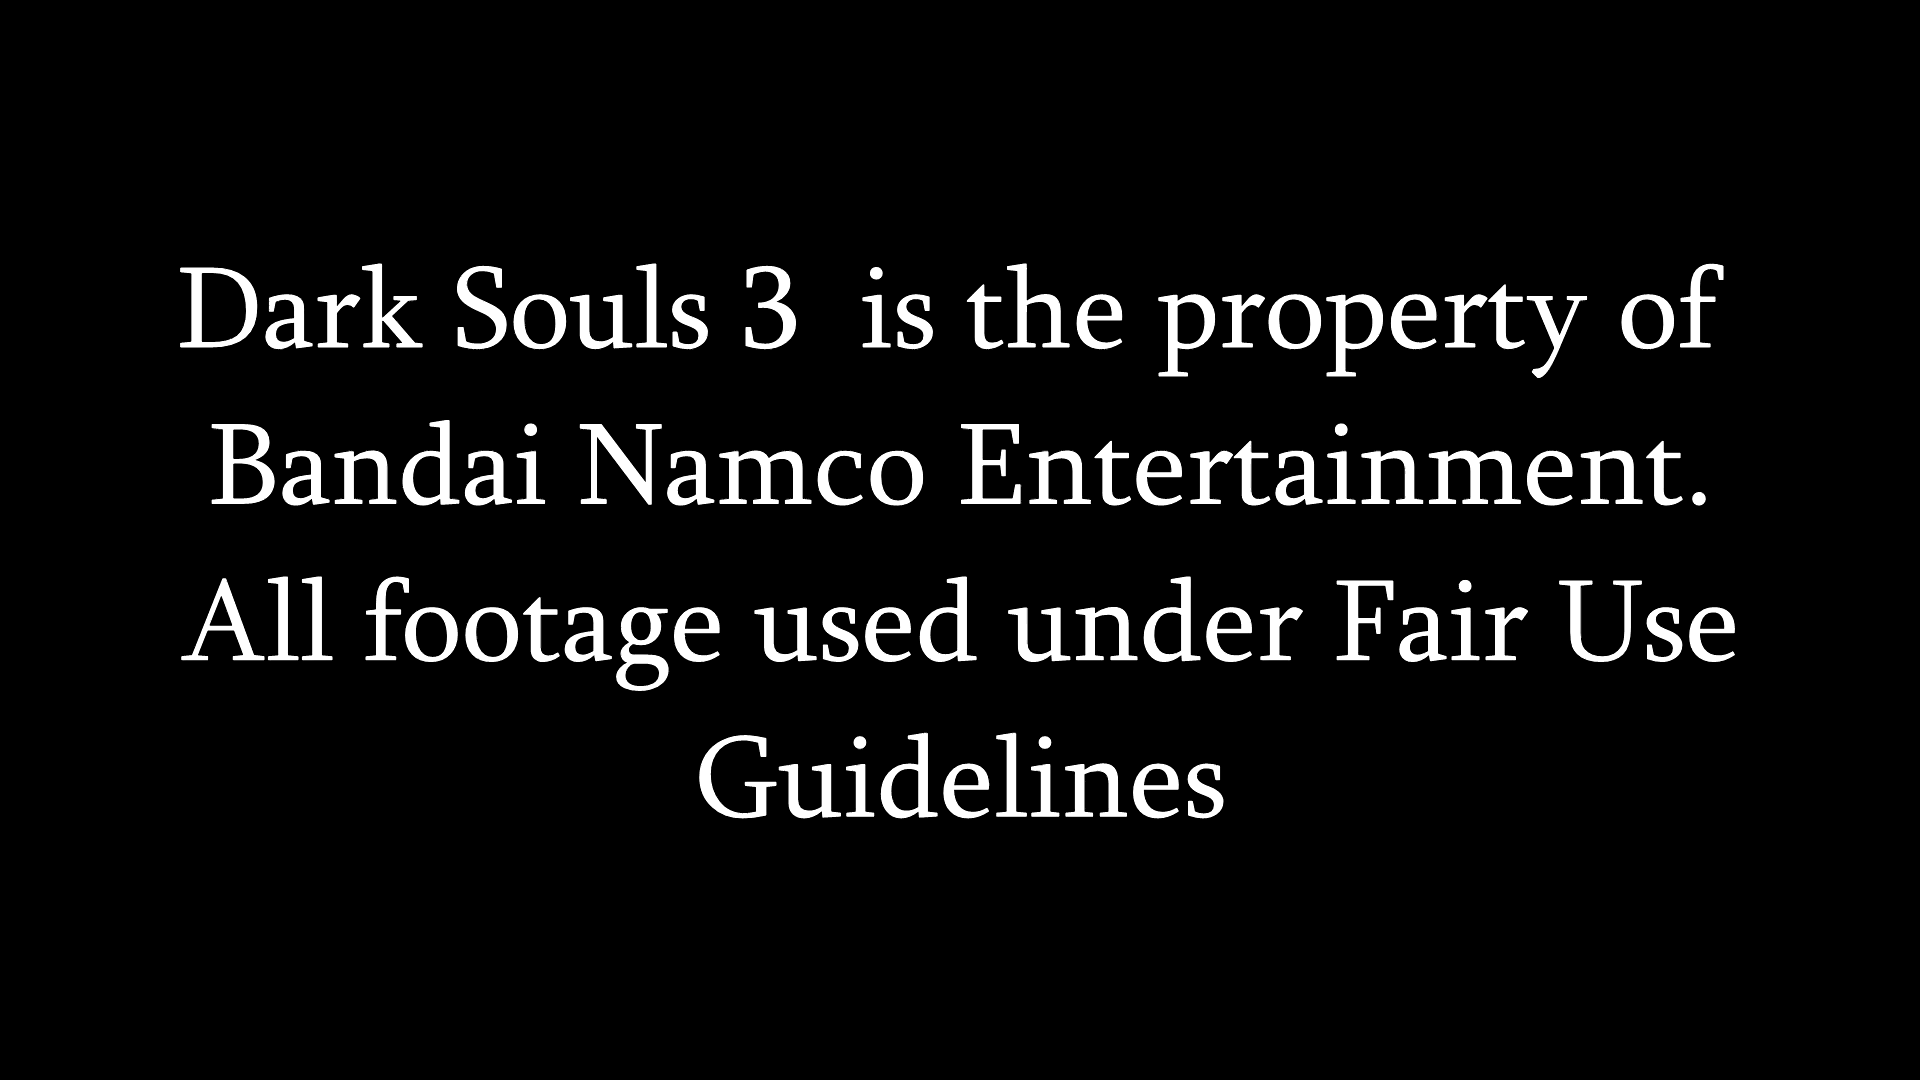 Dark Souls 3  is the property of
Bandai Namco Entertainment.
All footage used under Fair Use
Guidelines